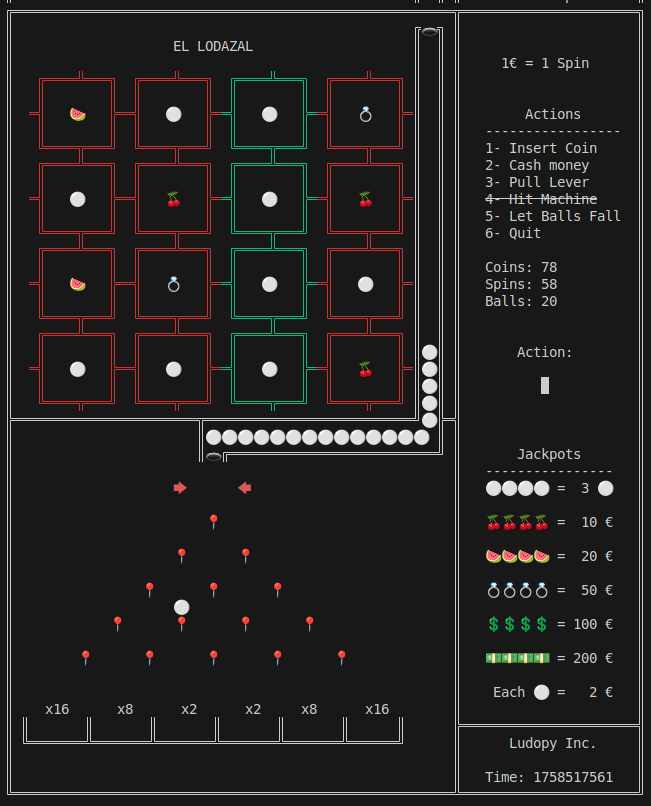 EL LODAZAL
1€ = 1 Spin
Actions
-----------------
1- Insert Coin
2- Cash money
3- Pull Lever
4- Hit Machine
5- Let Balls Fall
6- Quit
Coins: 78
Spins: 58
Balls: 20
Action:
Jackpots
----------------
= 3
= 10 €
= 20 €
= 50 €
= 100 €
= 200 €
Each = 2 €
x16 x8 x2 x2 x8 x16
Ludopy Inc.
Time: 1758517561